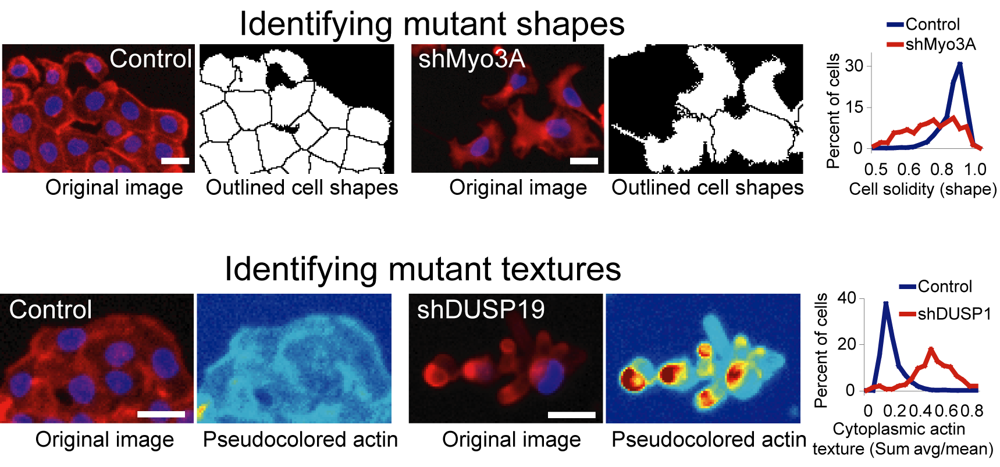 Identifying mutant shapes
Control
shMyo3A
Original image
Outlined cell shapes
Original image
Outlined cell shapes
Control
shMyo3A
Percent of cells
30
15
0
0.5 0.6 0.8 1.0
Cell solidity (shape)
Identifying mutant textures
Control
shDUSP19
Original image
Pseudocolored actin
Original image
Pseudocolored actin
Control
shDUSP1
Percent of cells
40
20
0
0 0.2 0.4 0.6 0.8
Cytoplasmic actin
texture (Sum avg/mean)